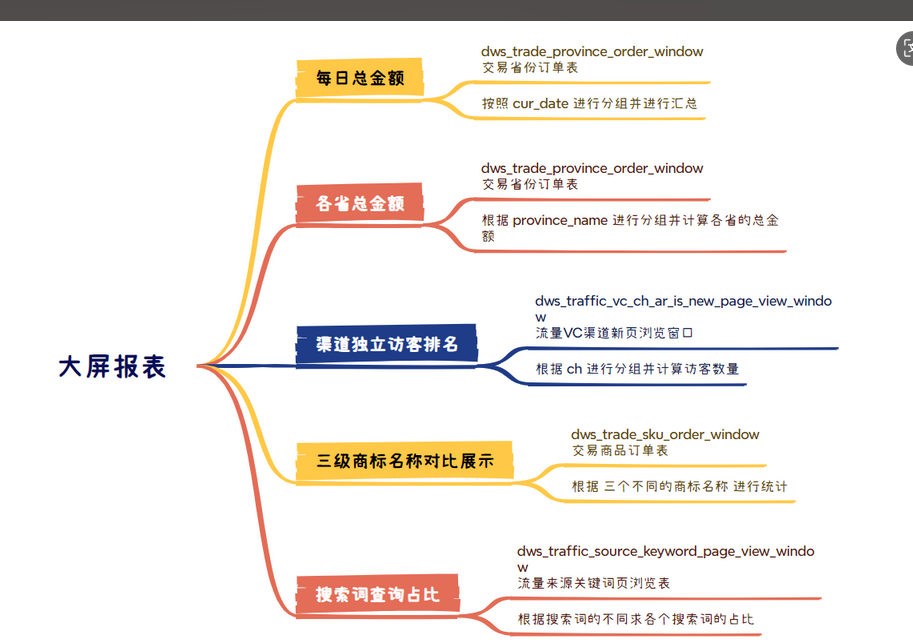 大屏报表
每日总金额
dws_trade_province_order_window
交易省份订单表
按照 cur_date 进行分组并进行汇总
各省总金额
dws_trade_province_order_window
交易省份订单表
根据 province_name 进行分组并计算各省的总金
额
渠道独立访客排名
dws_traffic_vc_ch_ar_is_new_page_view_windo
w
流量VC渠道新页浏览窗口
根据 ch 进行分组并计算访客数量
三级商标名称对比展示
dws_trade_sku_order_window
交易商品订单表
根据 三个不同的商标名称 进行统计
搜索词查询占比
dws_traffic_source_keyword_page_view_windo
w
流量来源关键词页浏览表
根据搜索词的不同求各个搜索词的占比